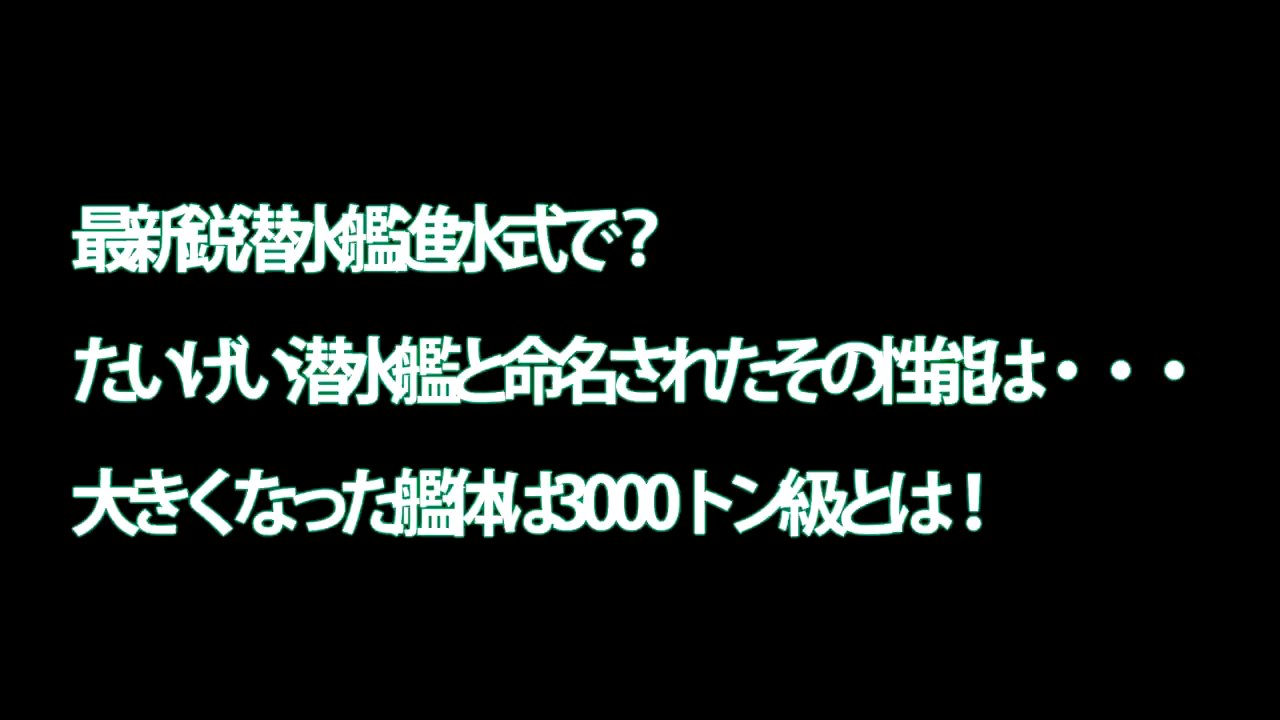 最新鋭潜水艦進水式で？
たいげい潜水艦と命名されたその性能は・・・
大きくなった艦体は3000トン級とは！